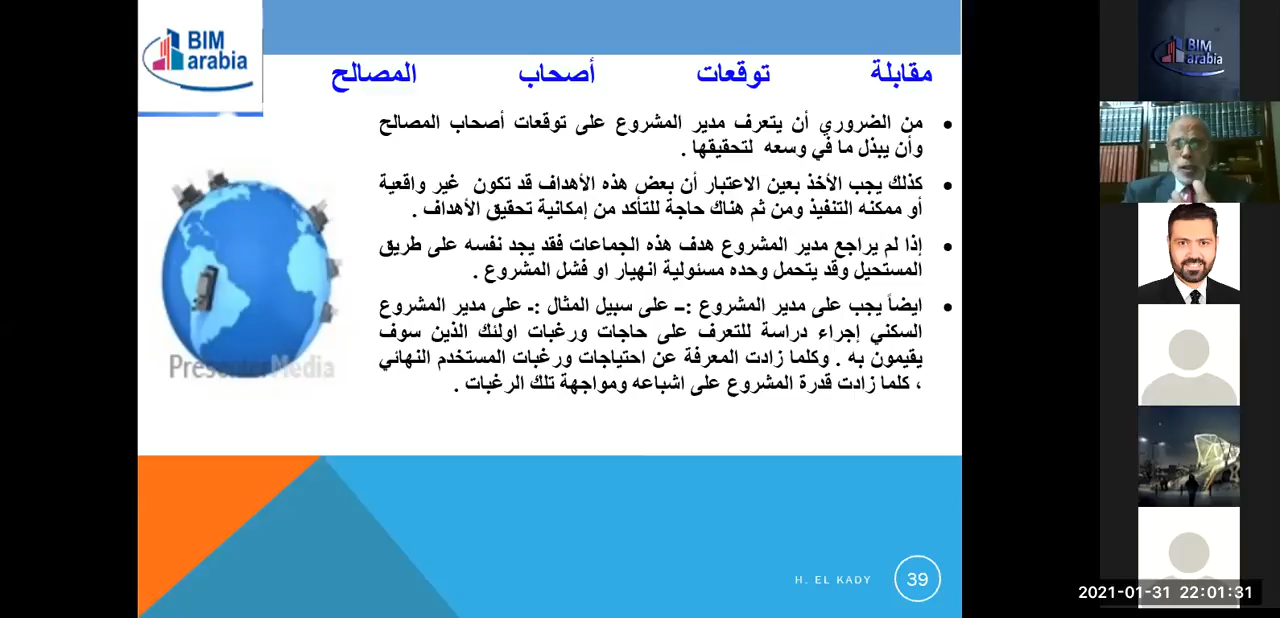 BIM
arabia
مقابلة توقعات أصحاب المصالح
من الضروري أن يتعرف مدير المشروع على توقعات أصحاب المصالح
وأن يبذل ما في وسعه لتحقيقها .
كذلك يجب الأخذ بعين الاعتبار أن بعض هذه الأهداف قد تكون غير واقعية
أو ممكنه التنفيذ ومن ثم هناك حاجة للتأكد من إمكانية تحقيق الأهداف .
إذا لم يراجع مدير المشروع هدف هذه الجماعات فقد يجد نفسه على طريق
المستحيل وقد يتحمل وحده مسئولية انهيار او فشل المشروع .
ايضاً يجب على مدير المشروع :ـ على سبيل المثال :ـ على مدير المشروع
السكني إجراء دراسة للتعرف على حاجات ورغبات اولئك الذين سوف
يقيمون به . وكلما زادت المعرفة عن احتياجات ورغبات المستخدم النهائي
، كلما زادت قدرة المشروع على اشباعه ومواجهة تلك الرغبات .
PresenterMedia
H. EL KADY
39
BIM
arabia
2021-01-31 22:01:31